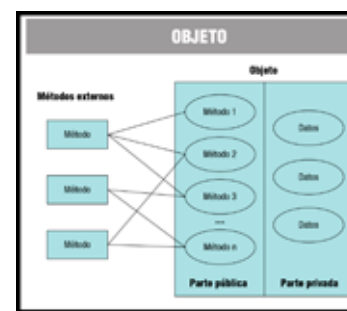 OBJETO
Objeto
Métodos externos
Método
Método
Método
Método 1
Método 2
Método 3
...
Método n
Datos
Datos
Datos
Parte pública
Parte privada